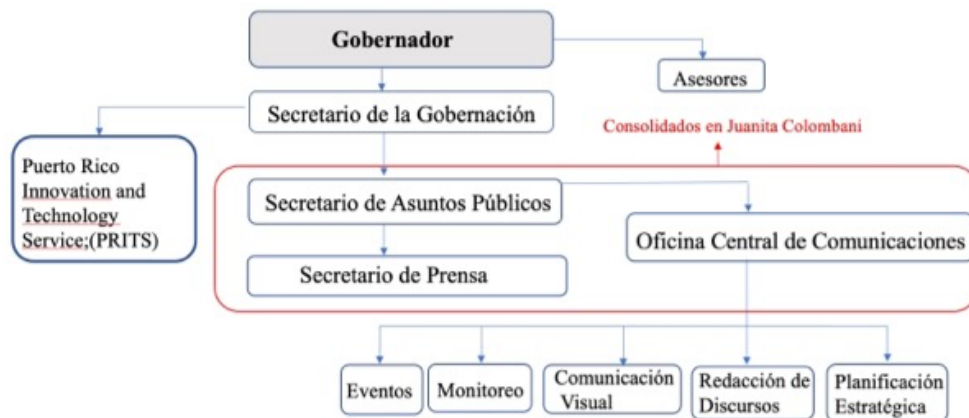 Gobernador
Asesores
Secretario de la Gobernación
Consolidados en Juanita Colombani
Puerto Rico
Innovation and
Technology
Service;(PRITS)
Secretario de Asuntos Públicos
Oficina Central de Comunicaciones
Secretario de Prensa
Eventos
Monitoreo
Comunicación
Visual
Redacción de
Discursos
Planificación
Estratégica